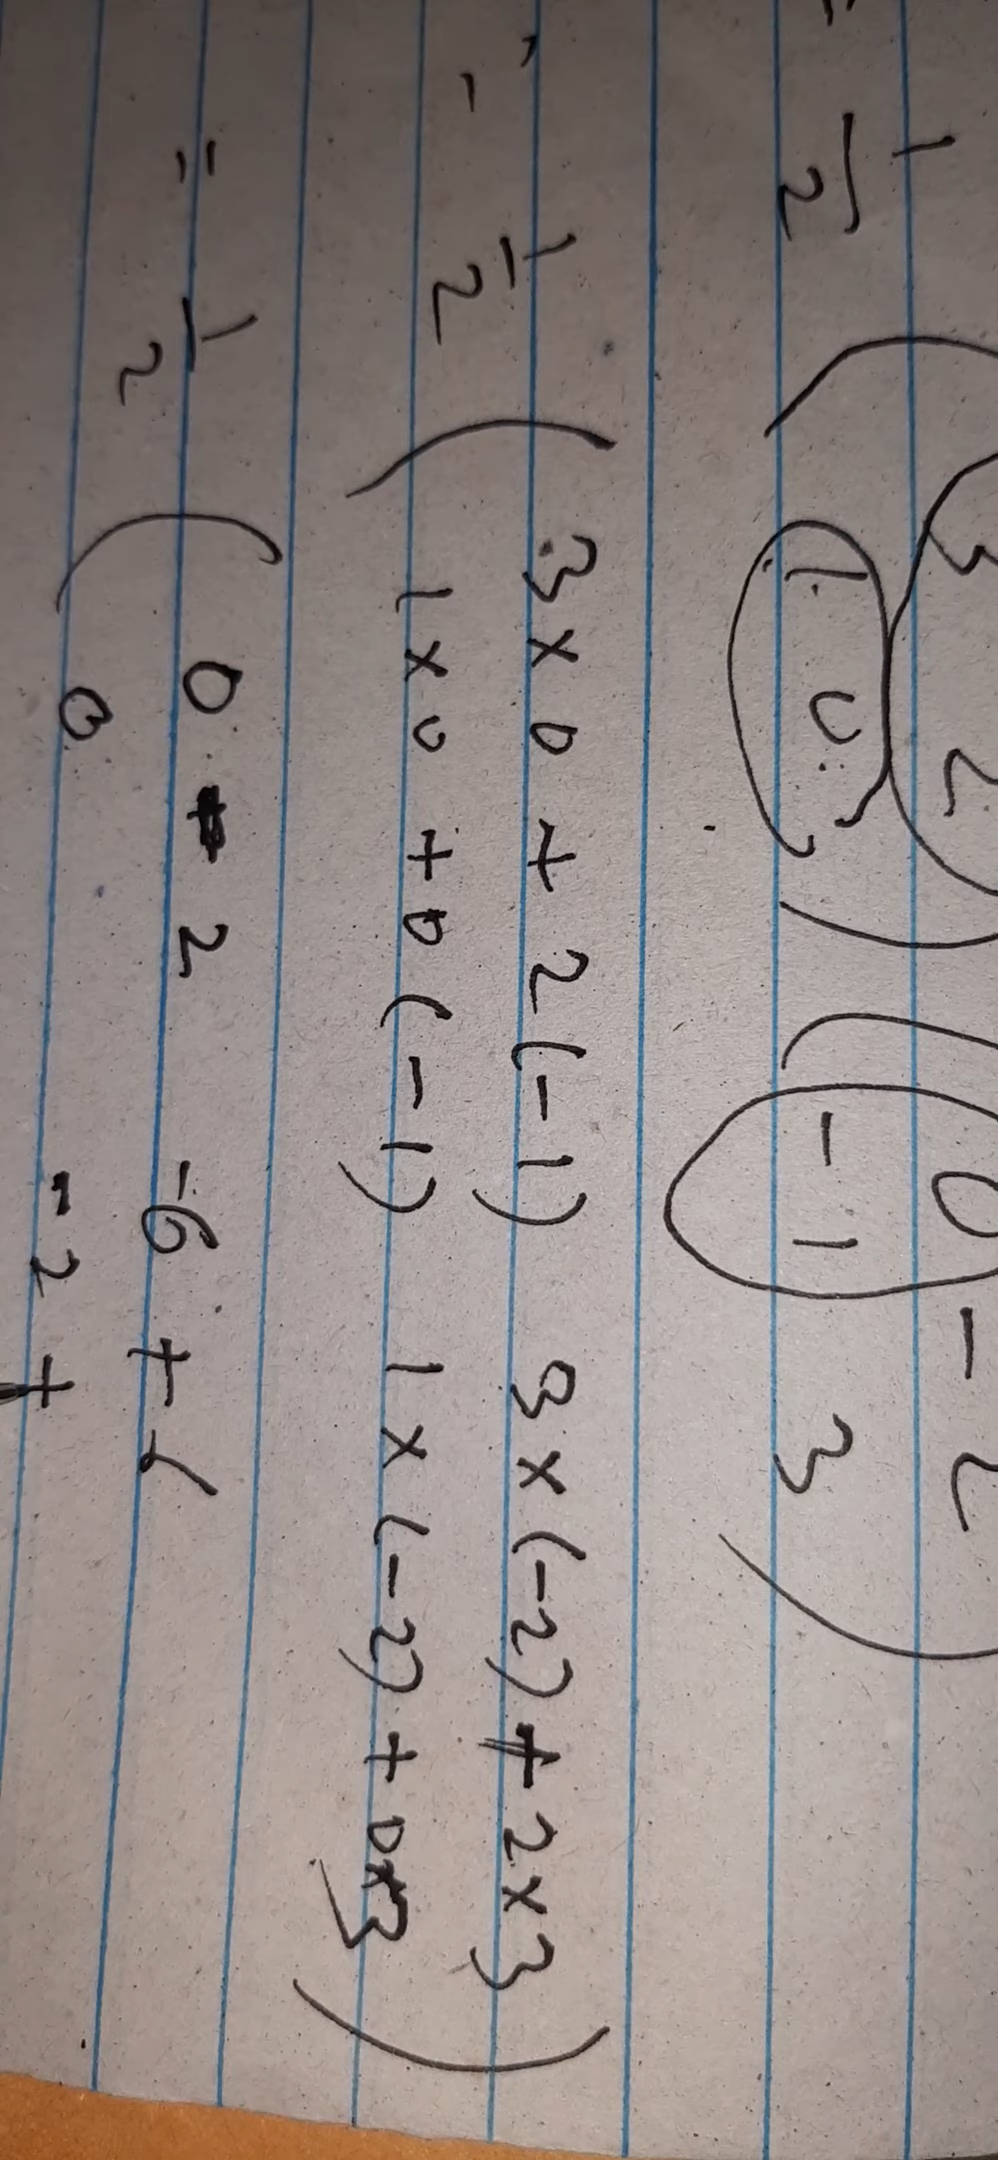 = 1/2 (3 2) (0 -2)
(1 0) (-1 3)
= 1/2 (3×0 + 2(-1) 3×(-2) + 2×3
1×0 + 0(-1) 1×(-2) + 0×3)
= 1/2 (0 - 2 -6 + 6
0 -2 +